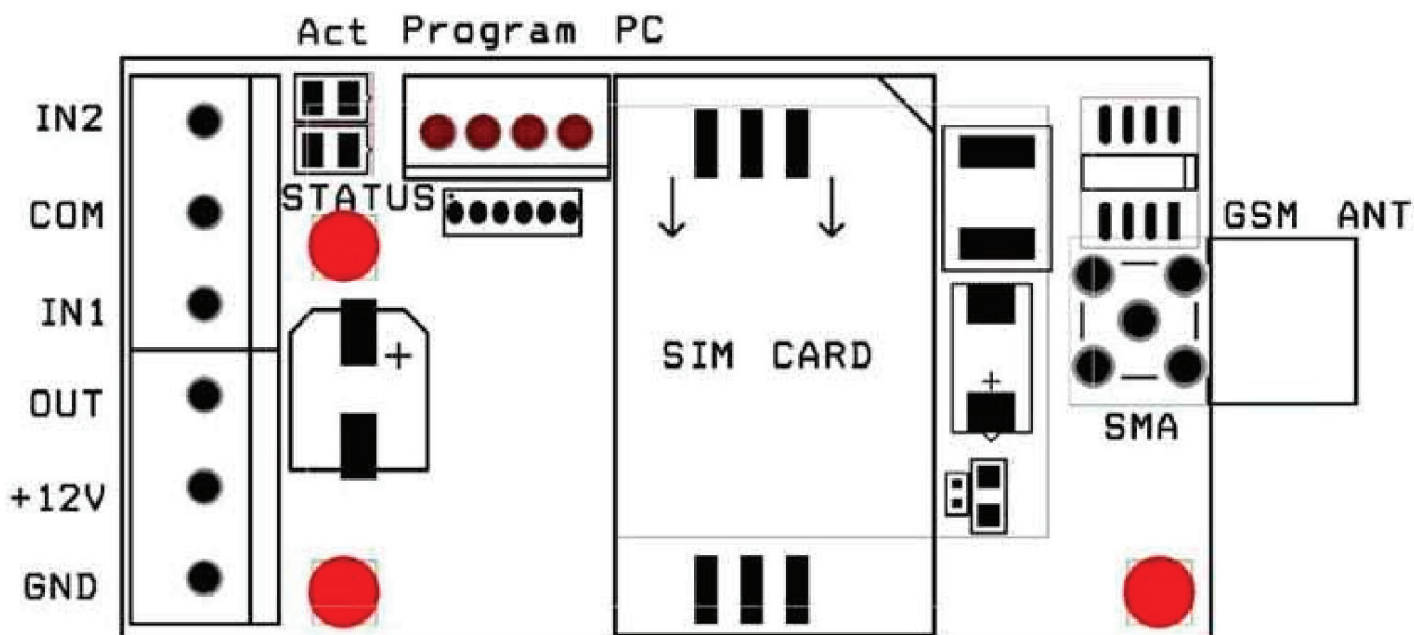 Act Program PC
IN2
STATUS
COM
GSM ANT
IN1
SIM CARD
OUT
SMA
+12V
GND